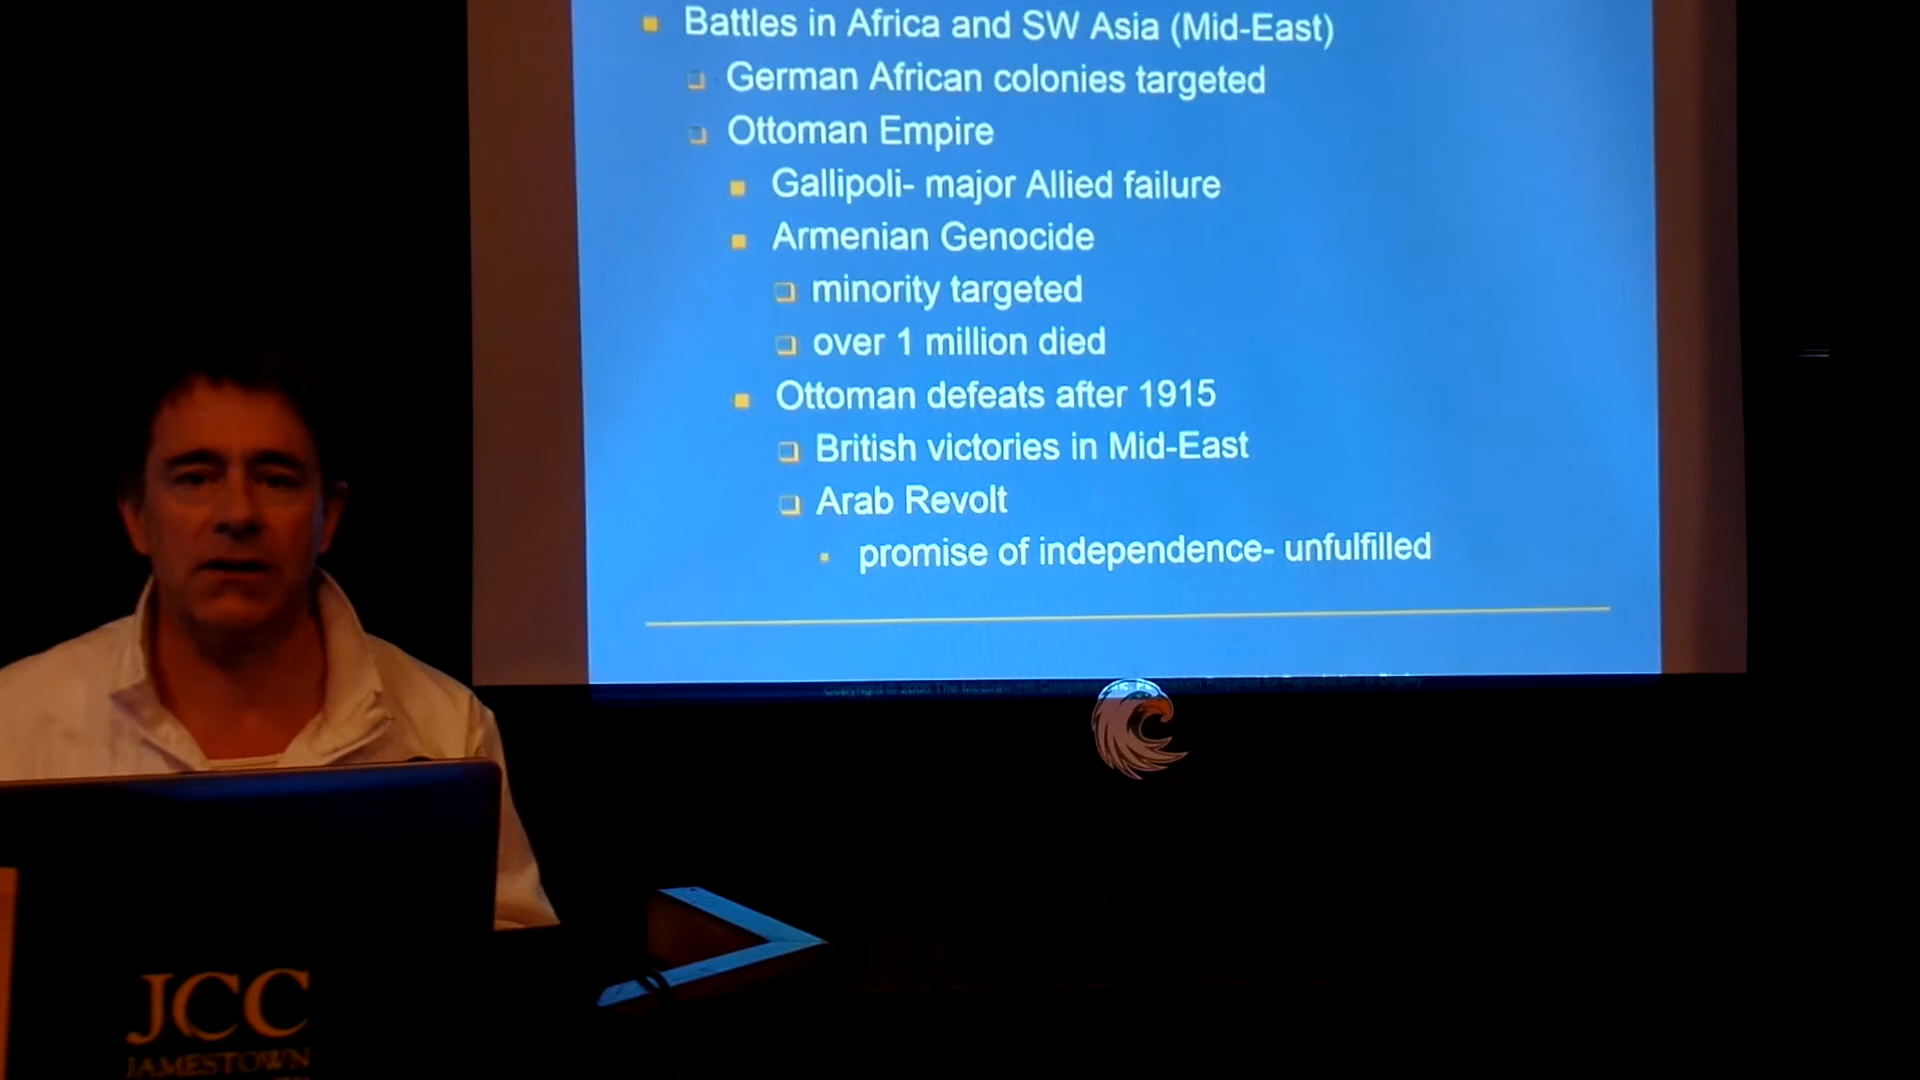 Battles in Africa and SW Asia (Mid-East)
German African colonies targeted
Ottoman Empire
Gallipoli- major Allied failure
Armenian Genocide
minority targeted
over 1 million died
Ottoman defeats after 1915
British victories in Mid-East
Arab Revolt
promise of independence- unfulfilled
JCC
JAMESTOWN